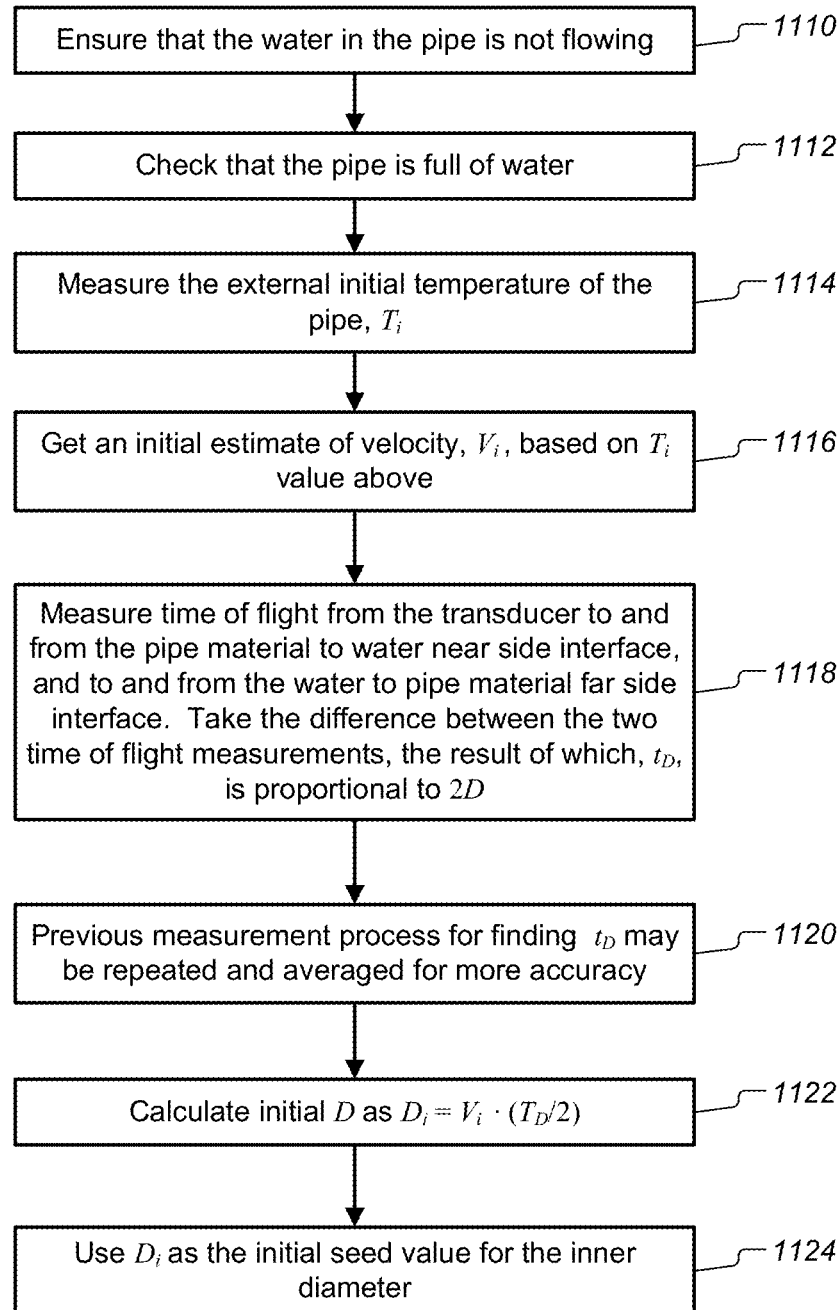 Ensure that the water in the pipe is not flowing
1110
Check that the pipe is full of water
1112
Measure the external initial temperature of the
pipe, Ti
1114
Get an initial estimate of velocity, Vi, based on Ti
value above
1116
Measure time of flight from the transducer to and
from the pipe material to water near side interface,
and to and from the water to pipe material far side
interface. Take the difference between the two
time of flight measurements, the result of which, tD,
is proportional to 2D
1118
Previous measurement process for finding tD may
be repeated and averaged for more accuracy
1120
Calculate initial D as Di = Vi · (TD/2)
1122
Use Di as the initial seed value for the inner
diameter
1124